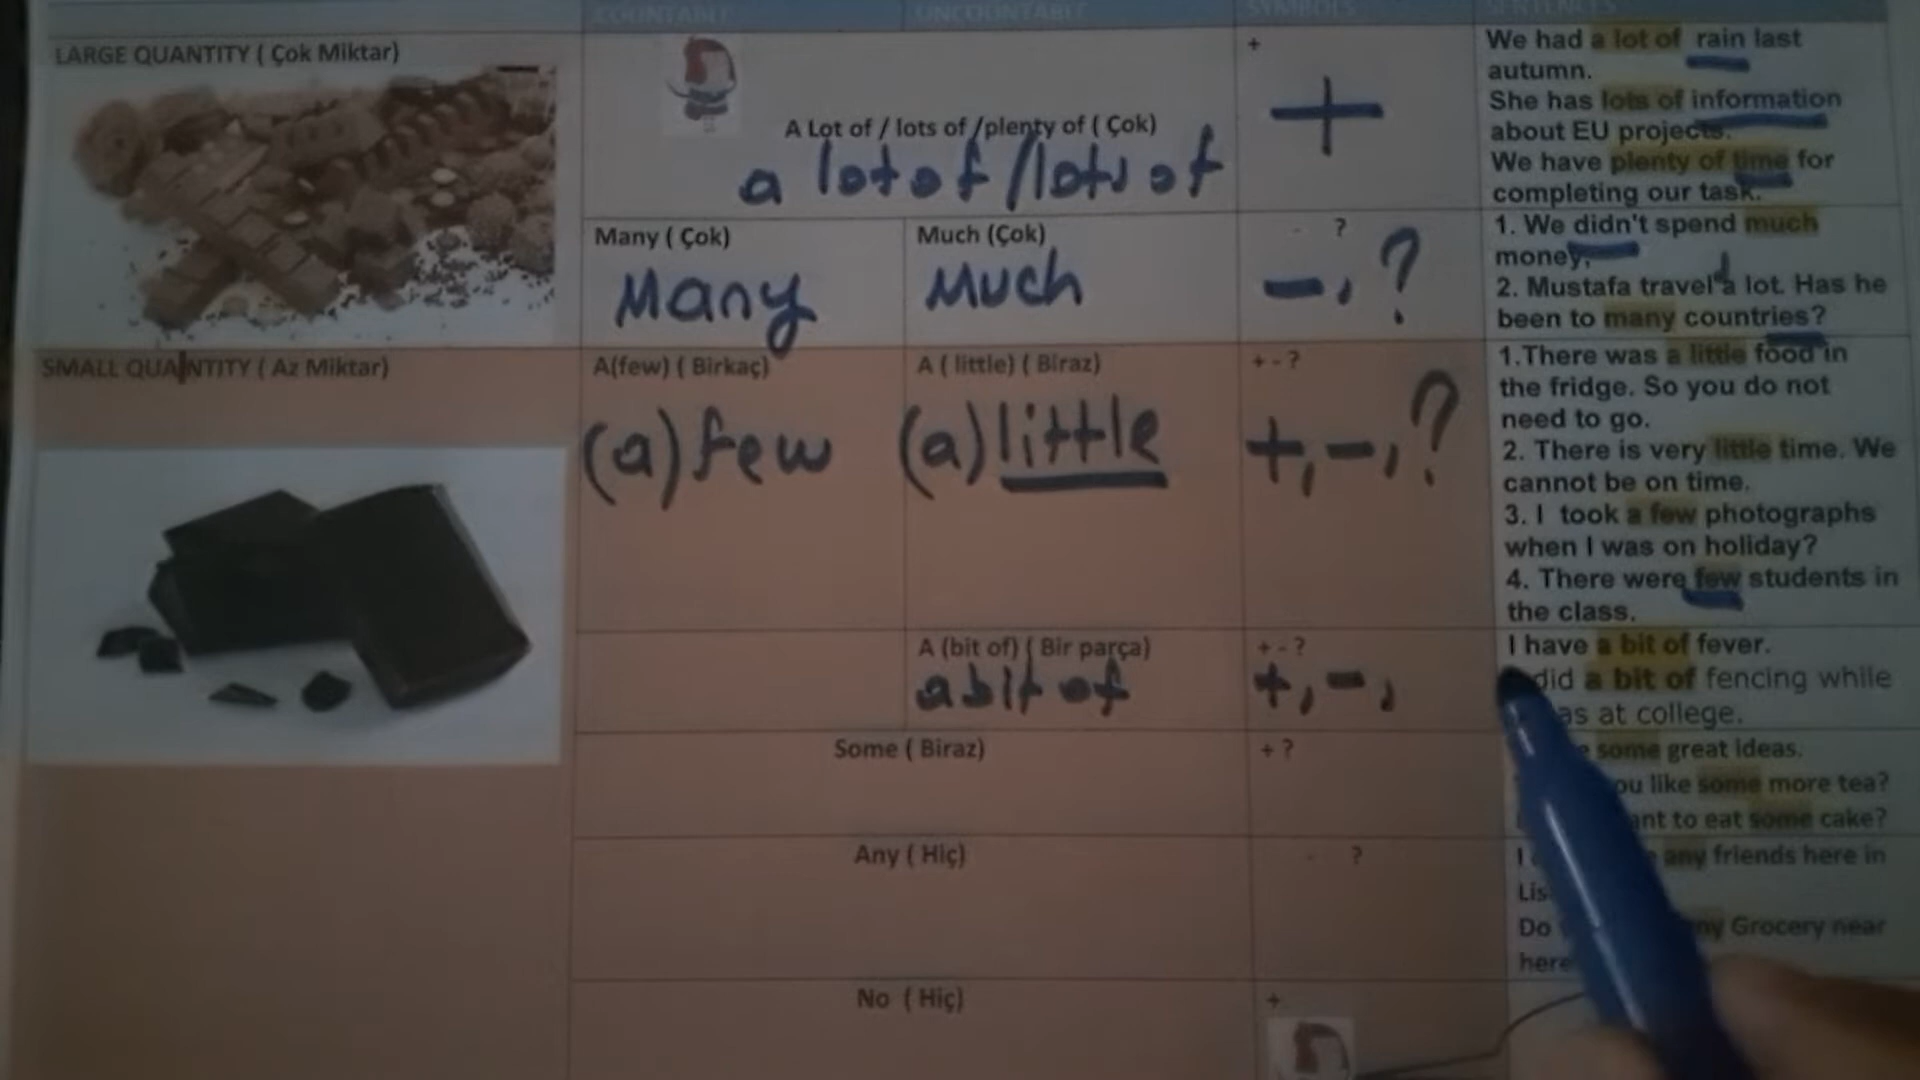 COUNTABLE UNCOUNTABLE SYMBOLS SENTENCES
LARGE QUANTITY ( Çok Miktar)
+
+
A Lot of / lots of /plenty of ( Çok)
a lot of /lots of
We had a lot of rain last
autumn.
She has lots of information
about EU projects.
We have plenty of time for
completing our task.
Many ( Çok)
Many
Much (Çok)
Much
- ?
-, ?
1. We didn't spend much
money.
2. Mustafa travel a lot. Has he
been to many countries?
SMALL QUANTITY ( Az Miktar)
A(few) ( Birkaç)
(a) few
A ( little) ( Biraz)
(a) little
+ - ?
+, -, ?
1.There was a little food in
the fridge. So you do not
need to go.
2. There is very little time. We
cannot be on time.
3. I took a few photographs
when I was on holiday?
4. There were few students in
the class.
A (bit of) ( Bir parça)
a bit of
+ - ?
+, -,
I have a bit of fever.
did a bit of fencing while
as at college.
Some ( Biraz)
+ ?
some great ideas.
ou like some more tea?
to eat some cake?
Any ( Hiç)
- ?
I any friends here in
Do Grocery near
here
No ( Hiç)
+